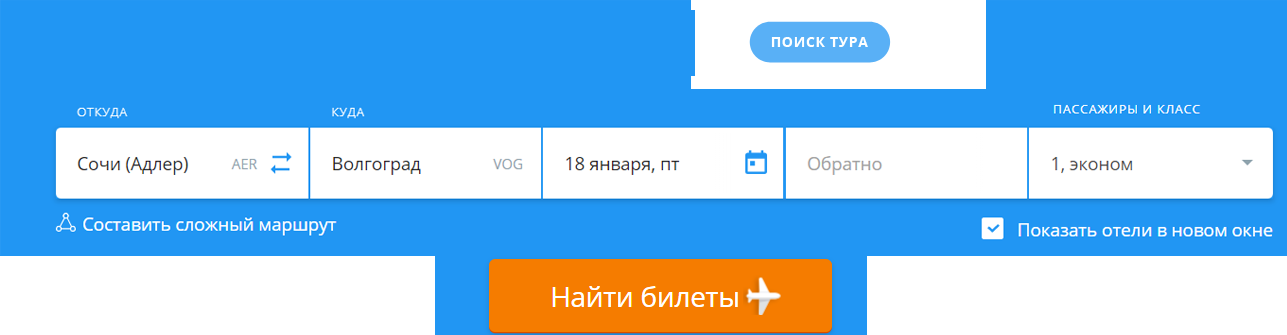 ПОИСК ТУРА
ОТКУДА КУДА ПАССАЖИРЫ И КЛАСС
Сочи (Адлер) AER Волгоград VOG 18 января, пт Обратно 1, эконом
Составить сложный маршрут Показать отели в новом окне
Найти билеты